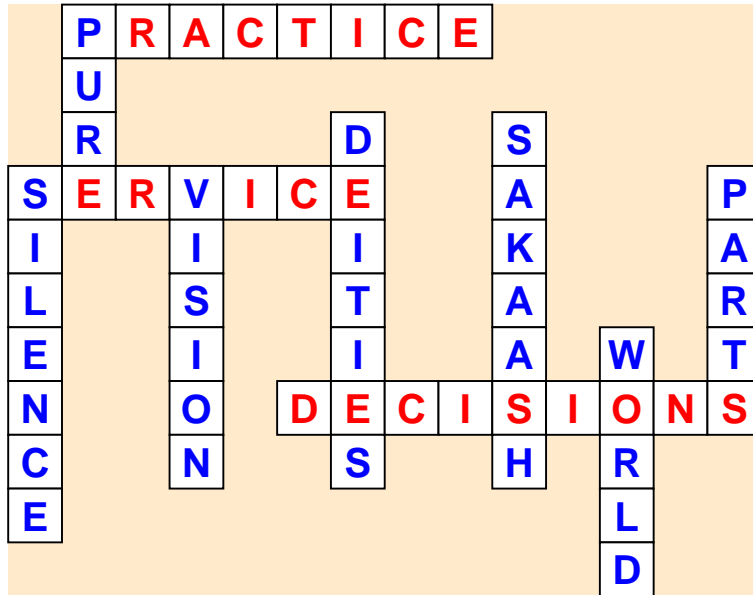 PRACTICE
PURE
DEITIES
SAKAASH
SERVICE
SILENCE
VISION
PARTS
WORLD
DECISIONS